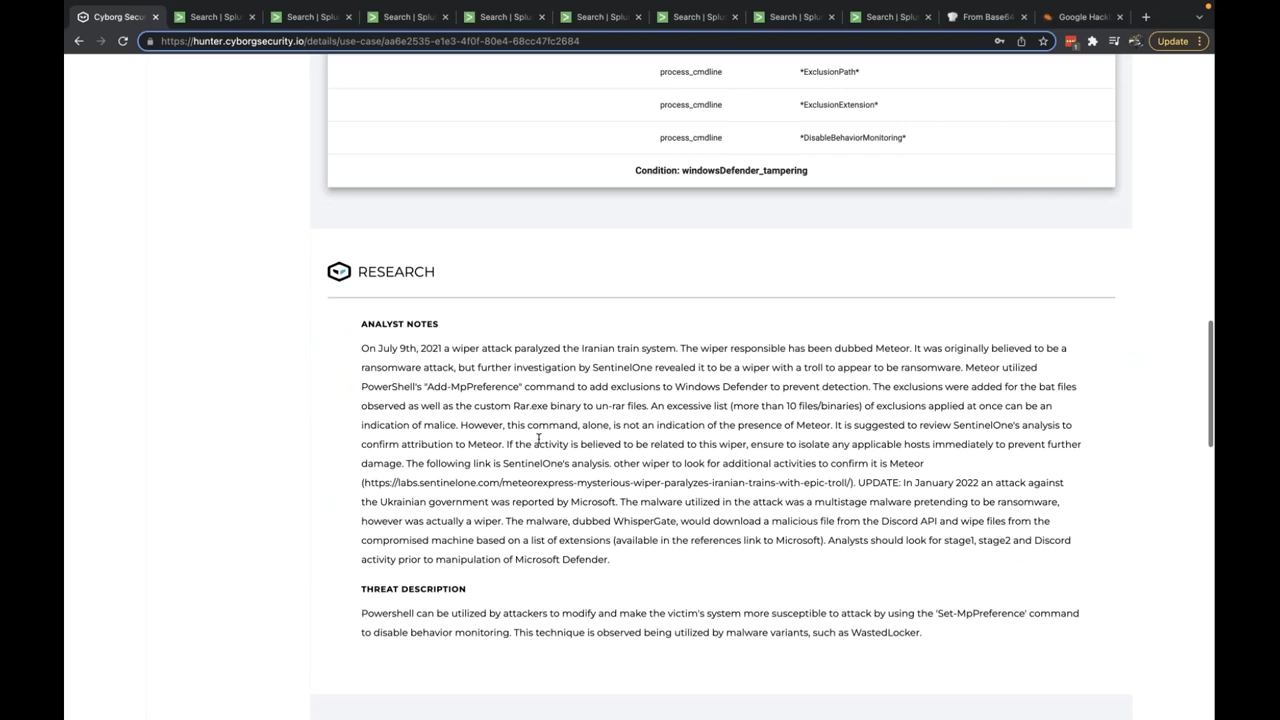 Cyborg Secur
Search | Splu
Search | Splu
Search | Splu
Search | Splu
Search | Splu
Search | Splu
Search | Splu
Search | Splu
From Base64
Google Hack
https://hunter.cyborgsecurity.io/details/use-case/aa6e2535-e1e3-4f0f-80e4-68cc47fc2684
Update
process_cmdline *ExclusionPath*
process_cmdline *ExclusionExtension*
process_cmdline *DisableBehaviorMonitoring*
Condition: windowsDefender_tampering
RESEARCH
ANALYST NOTES
On July 9th, 2021 a wiper attack paralyzed the Iranian train system. The wiper responsible has been dubbed Meteor. It was originally believed to be a
ransomware attack, but further investigation by SentinelOne revealed it to be a wiper with a troll to appear to be ransomware. Meteor utilized
PowerShell's "Add-MpPreference" command to add exclusions to Windows Defender to prevent detection. The exclusions were added for the bat files
observed as well as the custom Rar.exe binary to un-rar files. An excessive list (more than 10 files/binaries) of exclusions applied at once can be an
indication of malice. However, this command, alone, is not an indication of the presence of Meteor. It is suggested to review SentinelOne's analysis to
confirm attribution to Meteor. If the activity is believed to be related to this wiper, ensure to isolate any applicable hosts immediately to prevent further
damage. The following link is SentinelOne's analysis. other wiper to look for additional activities to confirm it is Meteor
(https://labs.sentinelone.com/meteorexpress-mysterious-wiper-paralyzes-iranian-trains-with-epic-troll/). UPDATE: In January 2022 an attack against
the Ukrainian government was reported by Microsoft. The malware utilized in the attack was a multistage malware pretending to be ransomware,
however was actually a wiper. The malware, dubbed WhisperGate, would download a malicious file from the Discord API and wipe files from the
compromised machine based on a list of extensions (available in the references link to Microsoft). Analysts should look for stage1, stage2 and Discord
activity prior to manipulation of Microsoft Defender.
THREAT DESCRIPTION
Powershell can be utilized by attackers to modify and make the victim's system more susceptible to attack by using the 'Set-MpPreference' command
to disable behavior monitoring. This technique is observed being utilized by malware variants, such as WastedLocker.